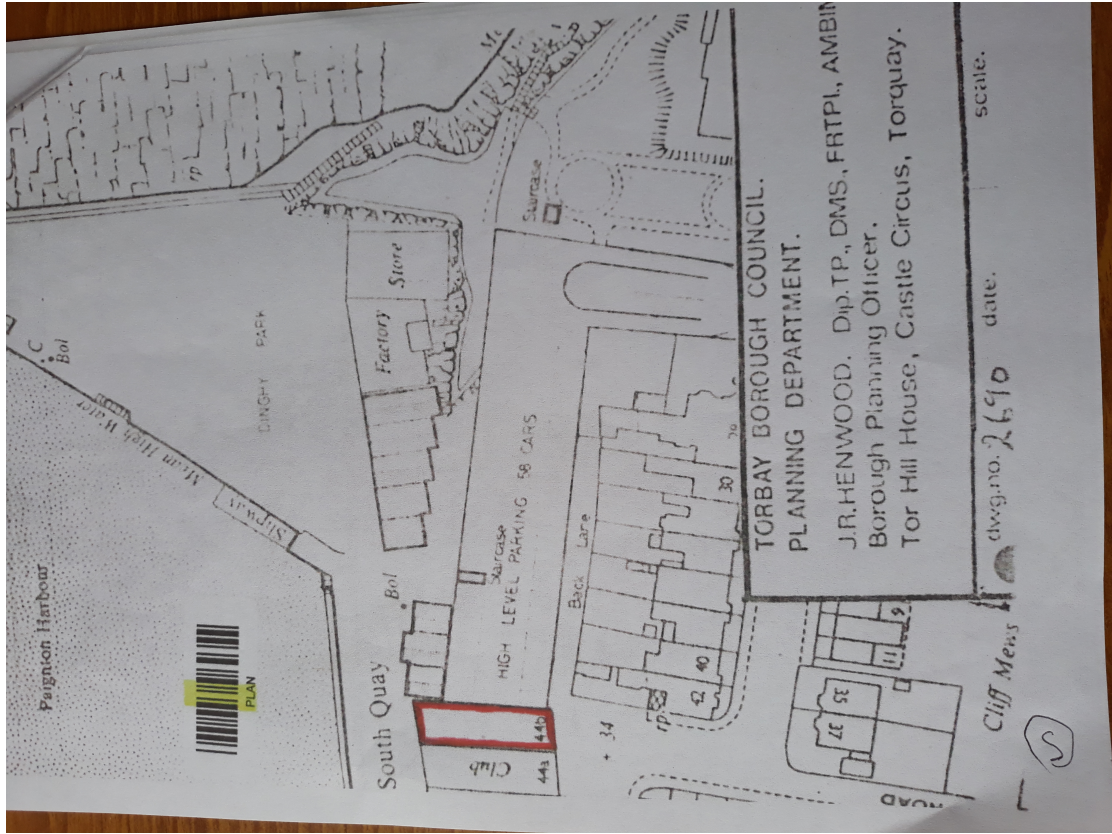 Paignton Harbour
PLAN
C
Bol
Mean High Water
Slipway
DINGHY PARK
rp
Factory
Store
South Quay
Bol
Staircase
Staircase
HIGH LEVEL PARKING 58 CARS
Club
44a
44b
Back Lane
+ 34
rp
42
40
30
37
35
11
9
Cliff Mews
TORBAY BOROUGH COUNCIL.
PLANNING DEPARTMENT.
J.R.HENWOOD. Dip.TP., DMS, FRTPI., AMBIM
Borough Planning Officer.
Tor Hill House, Castle Circus, Torquay.
dwg.no. 2690
date.
scale.
5